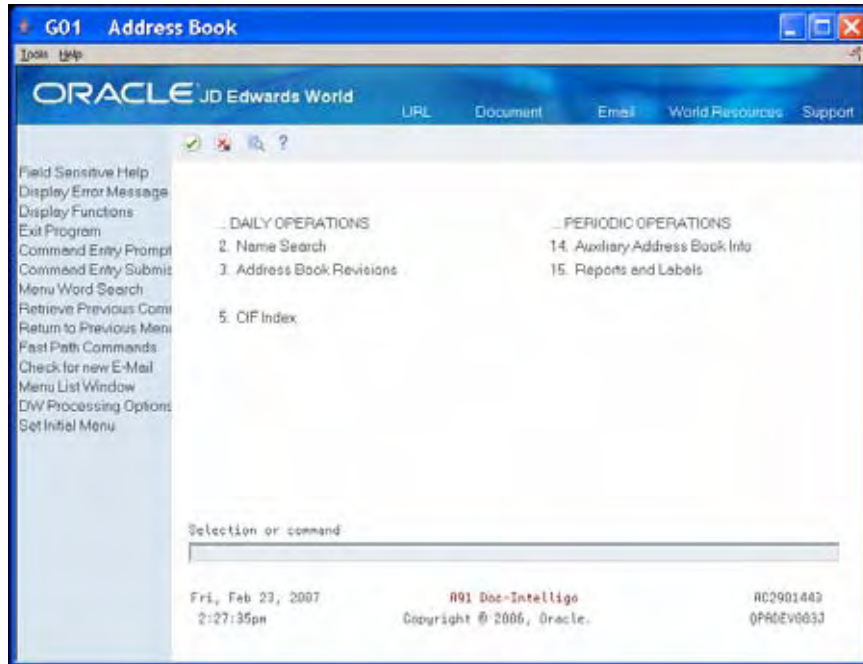 G01 Address Book
Tools Help
ORACLE JD Edwards World
URL Document Email World Resources Support
?
Field Sensitive Help
Display Error Message
Display Functions
Exit Program
Command Entry Prompt
Command Entry Submit
Menu Word Search
Retrieve Previous Comm
Return to Previous Menu
Fast Path Commands
Check for new E-Mail
Menu List Window
DW Processing Options
Set Initial Menu
... DAILY OPERATIONS
2. Name Search
3. Address Book Revisions
5. CIF Index
... PERIODIC OPERATIONS
14. Auxiliary Address Book Info
15. Reports and Labels
Selection or command
Fri, Feb 23, 2007 A91 Doc-Intelligo RC2901443
2:27:35pm Copyright © 2006, Oracle. QPADEV003J